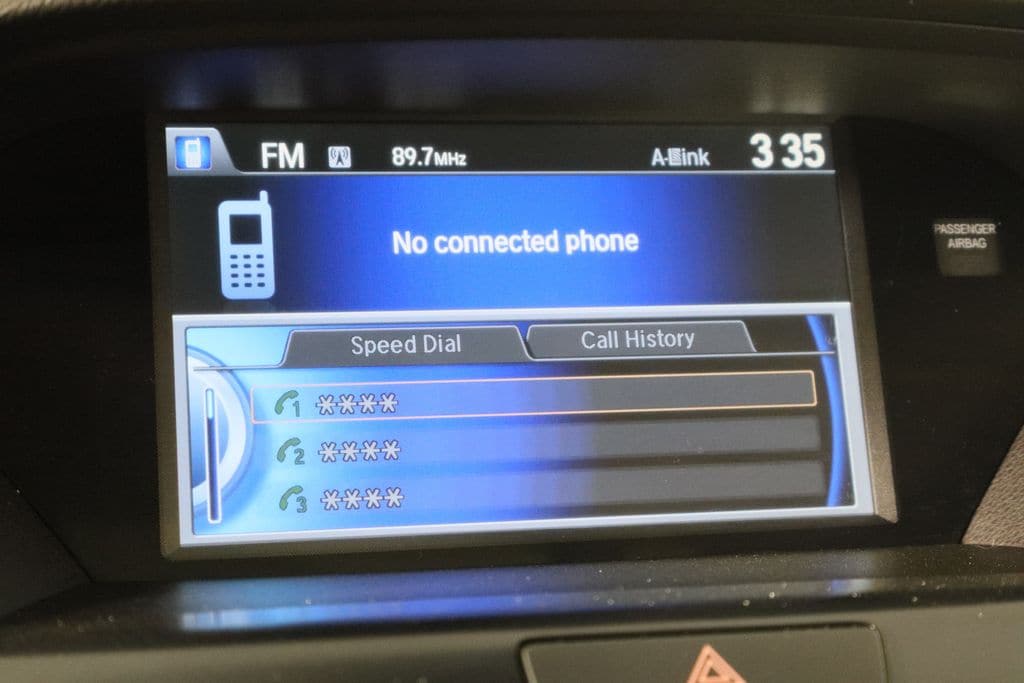 FM 89.7MHz A-Link 3:35
No connected phone
PASSENGER
AIRBAG
Speed Dial Call History
1 ****
2 ****
3 ****